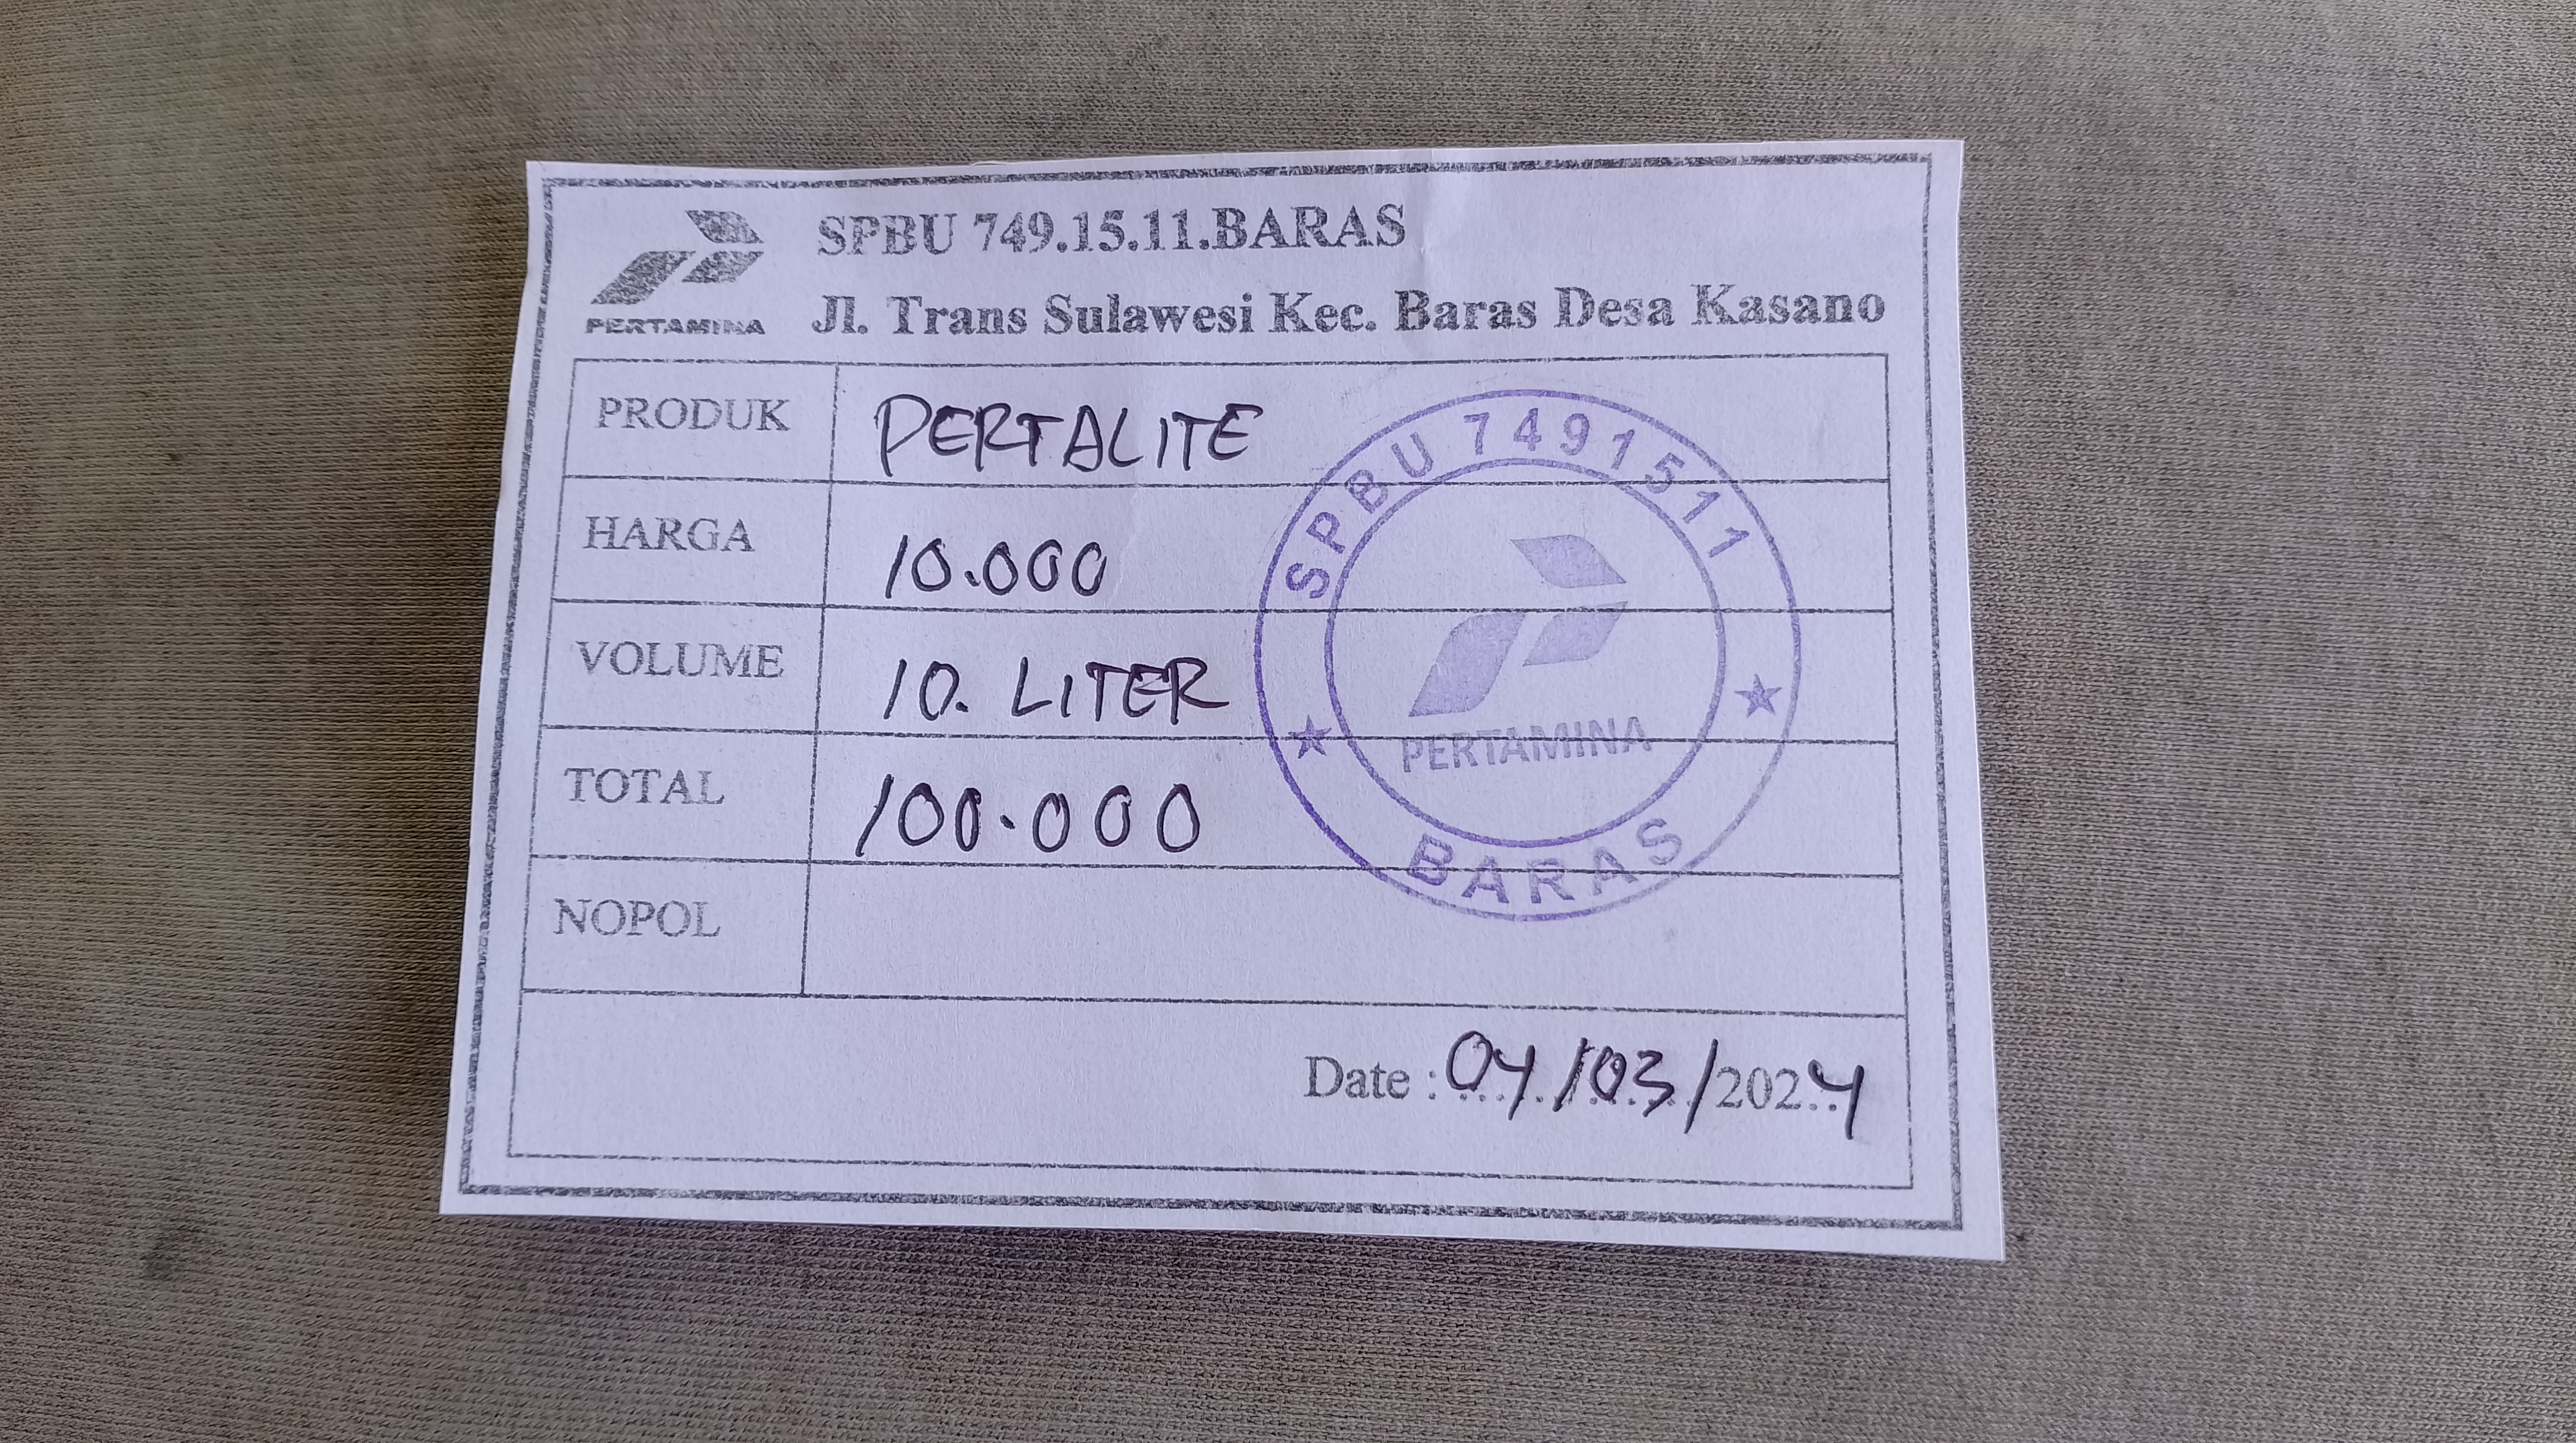 PERTAMINA
SPBU 749.15.11.BARAS
Jl. Trans Sulawesi Kec. Baras Desa Kasano
PRODUK PERTALITE
HARGA 10.000
VOLUME 10. LITER
TOTAL 100.000
NOPOL
SPBU 7491511
PERTAMINA
BARAS
Date : 04/03/2024